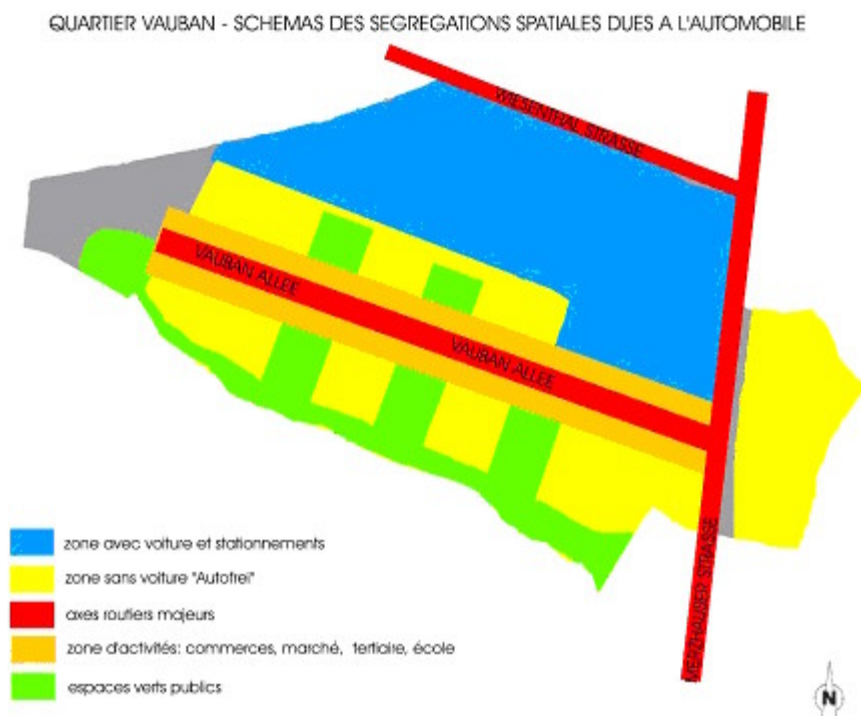 QUARTIER VAUBAN - SCHEMAS DES SEGREGATIONS SPATIALES DUES A L'AUTOMOBILE
WIESENTHAL STRASSE
VAUBAN ALLEE
VAUBAN ALLEE
MERZHAUSER STRASSE
zone avec voiture et stationnements
zone sans voiture "Autofrei"
axes routiers majeurs
zone d'activités: commerces, marché, tertiaire, école
espaces verts publics
N